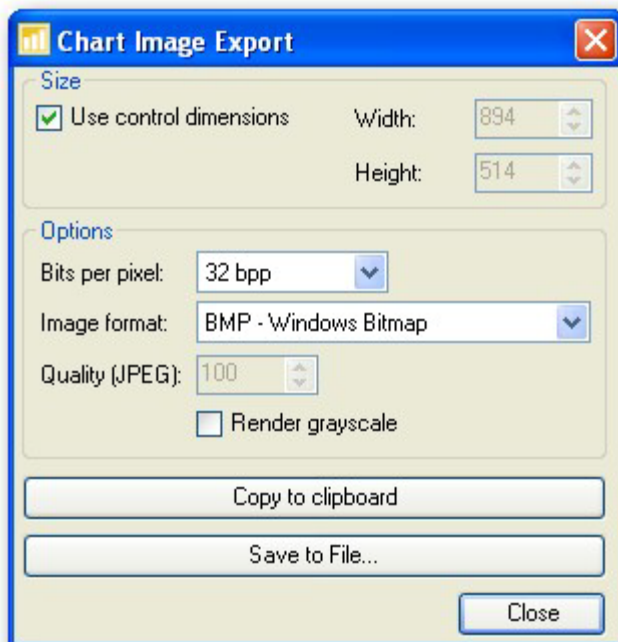 Chart Image Export
Size
Use control dimensions Width: 894
Height: 514
Options
Bits per pixel: 32 bpp
Image format: BMP - Windows Bitmap
Quality (JPEG): 100
Render grayscale
Copy to clipboard
Save to File...
Close